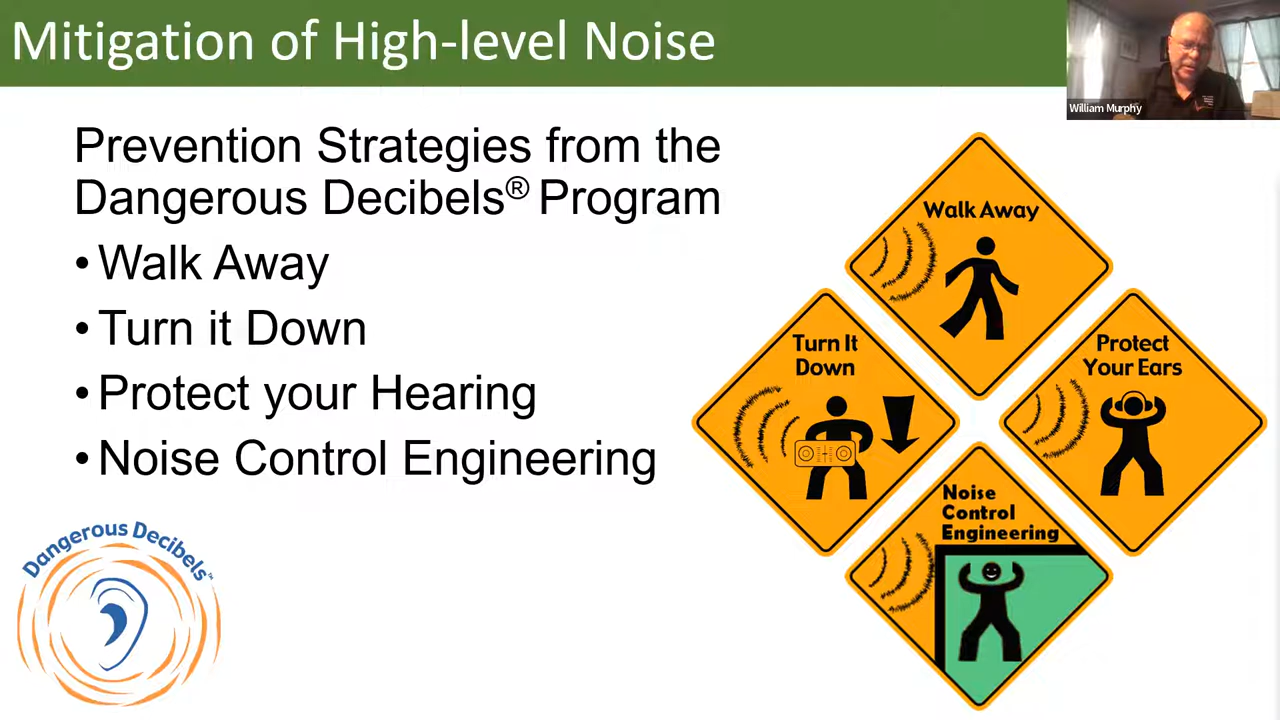 Mitigation of High-level Noise
William Murphy
Prevention Strategies from the
Dangerous Decibels® Program
• Walk Away
• Turn it Down
• Protect your Hearing
• Noise Control Engineering
Walk Away
Turn It
Down
Protect
Your Ears
Noise
Control
Engineering
Dangerous Decibels™